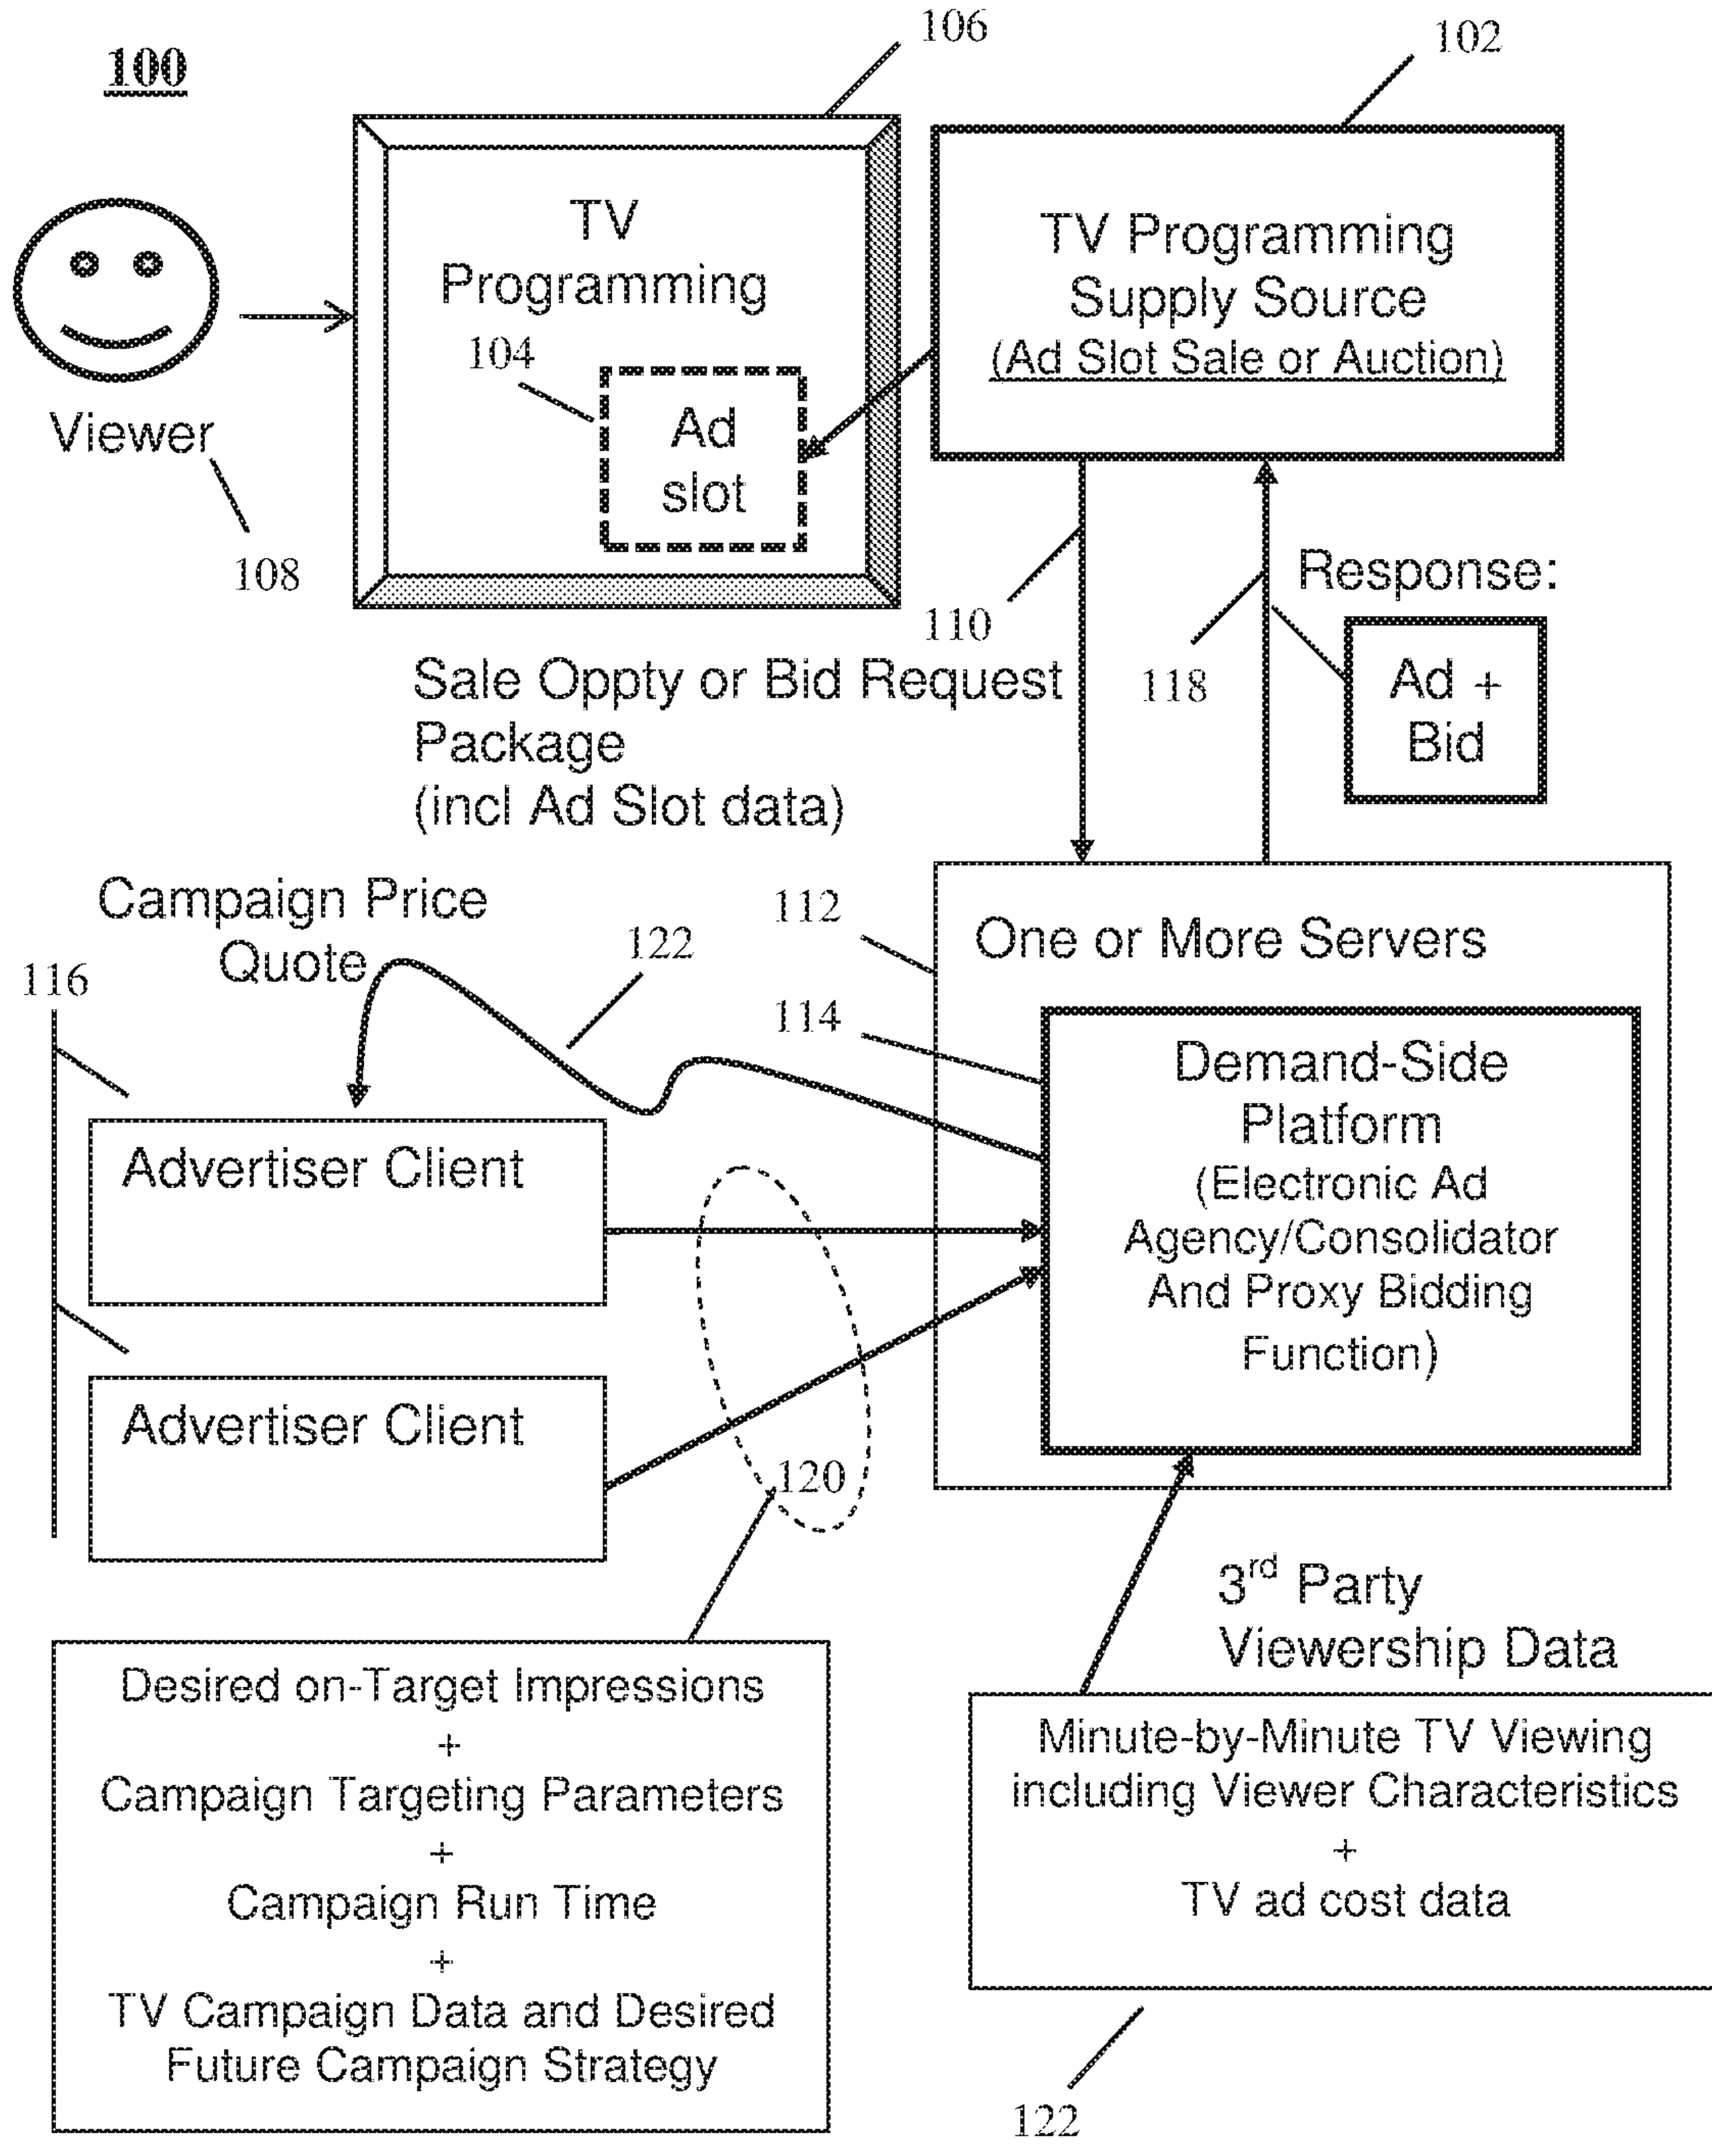 100
106
102
TV
Programming
104
Ad
slot
TV Programming
Supply Source
(Ad Slot Sale or Auction)
Viewer
108
110
118
Response:
Ad +
Bid
Sale Oppty or Bid Request
Package
(incl Ad Slot data)
Campaign Price
Quote
122
116
112
One or More Servers
114
Demand-Side
Platform
(Electronic Ad
Agency/Consolidator
And Proxy Bidding
Function)
Advertiser Client
Advertiser Client
120
3rd Party
Viewership Data
Desired on-Target Impressions
+
Campaign Targeting Parameters
+
Campaign Run Time
+
TV Campaign Data and Desired
Future Campaign Strategy
Minute-by-Minute TV Viewing
including Viewer Characteristics
+
TV ad cost data
122